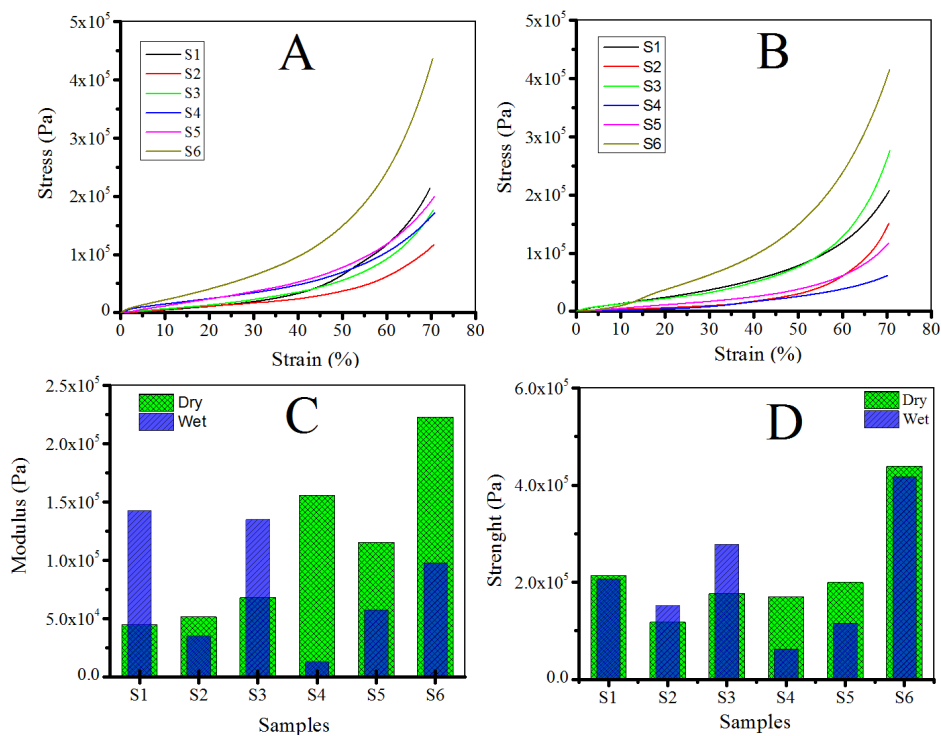 A
S1
S2
S3
S4
S5
S6
5x10⁵
4x10⁵
3x10⁵
2x10⁵
1x10⁵
0
0 10 20 30 40 50 60 70 80
Stress (Pa)
Strain (%)
B
S1
S2
S3
S4
S5
S6
5x10⁵
4x10⁵
3x10⁵
2x10⁵
1x10⁵
0
0 10 20 30 40 50 60 70 80
Stress (Pa)
Strain (%)
C
Dry
Wet
2.5x10⁵
2.0x10⁵
1.5x10⁵
1.0x10⁵
5.0x10⁴
0.0
S1 S2 S3 S4 S5 S6
Modulus (Pa)
Samples
D
Dry
Wet
6.0x10⁵
4.0x10⁵
2.0x10⁵
0.0
S1 S2 S3 S4 S5 S6
Strenght (Pa)
Samples